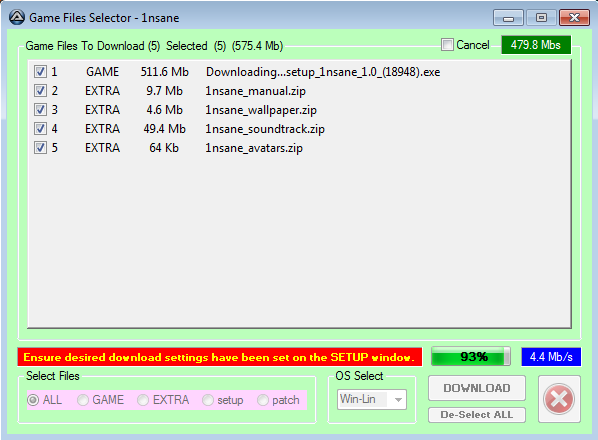 Game Files Selector - 1nsane
Game Files To Download (5) Selected (5) (575.4 Mb)
Cancel
479.8 Mbs
1 GAME 511.6 Mb Downloading...setup_1nsane_1.0_(18948).exe
2 EXTRA 9.7 Mb 1nsane_manual.zip
3 EXTRA 4.6 Mb 1nsane_wallpaper.zip
4 EXTRA 49.4 Mb 1nsane_soundtrack.zip
5 EXTRA 64 Kb 1nsane_avatars.zip
Ensure desired download settings have been set on the SETUP window.
93%
4.4 Mb/s
Select Files
ALL GAME EXTRA setup patch
OS Select
Win-Lin
DOWNLOAD
De-Select ALL